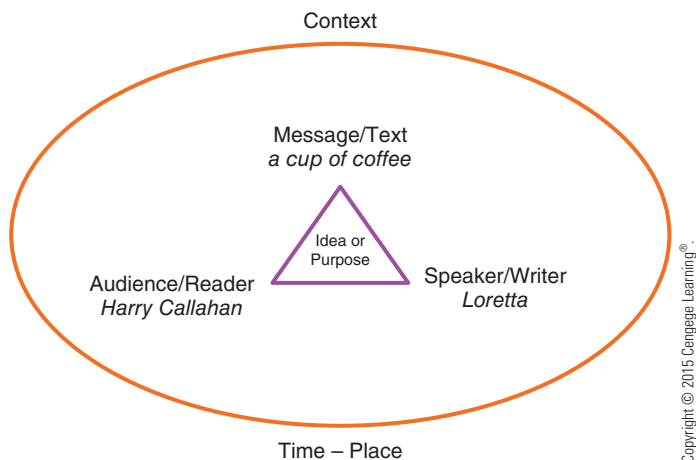 Context
Message/Text
a cup of coffee
Idea or
Purpose
Audience/Reader
Harry Callahan
Speaker/Writer
Loretta
Time – Place
Copyright © 2015 Cengege Learning®.